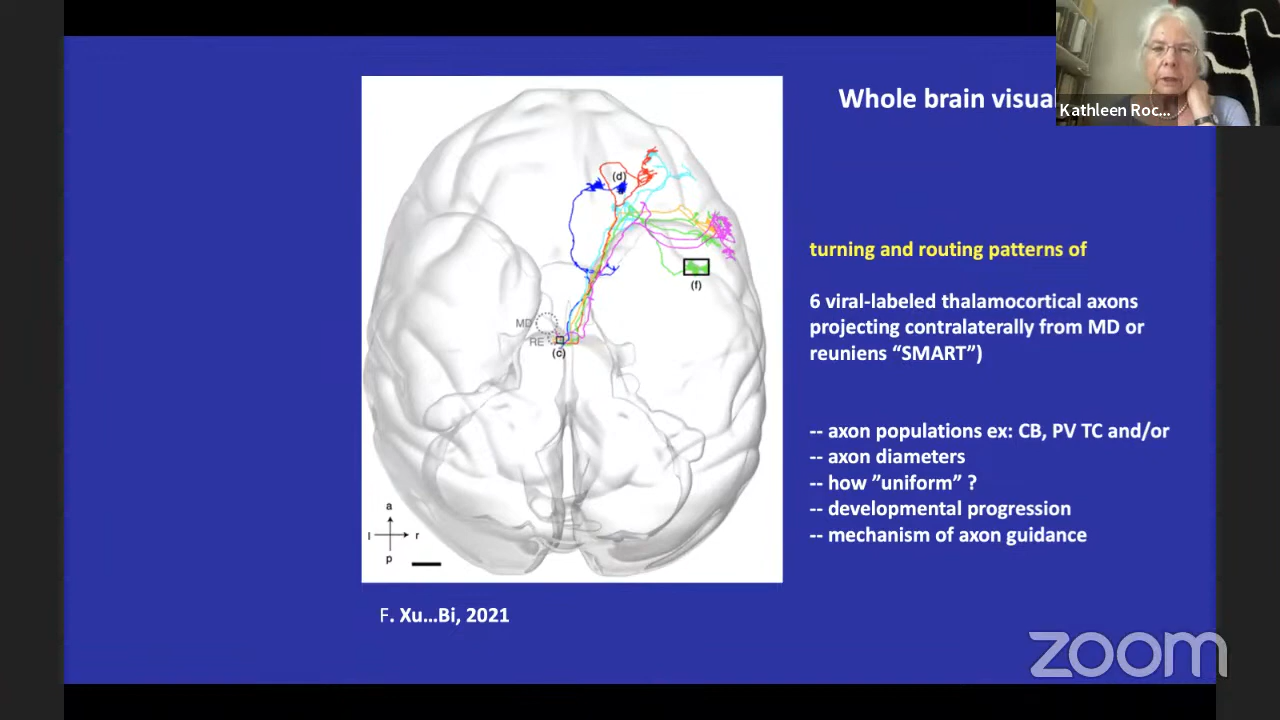 Whole brain visual
Kathleen Roc...
(d)
(f)
MD
RE
(c)
a
l r
p
turning and routing patterns of
6 viral-labeled thalamocortical axons
projecting contralaterally from MD or
reuniens “SMART”)
-- axon populations ex: CB, PV TC and/or
-- axon diameters
-- how ”uniform” ?
-- developmental progression
-- mechanism of axon guidance
F. Xu...Bi, 2021
zoom